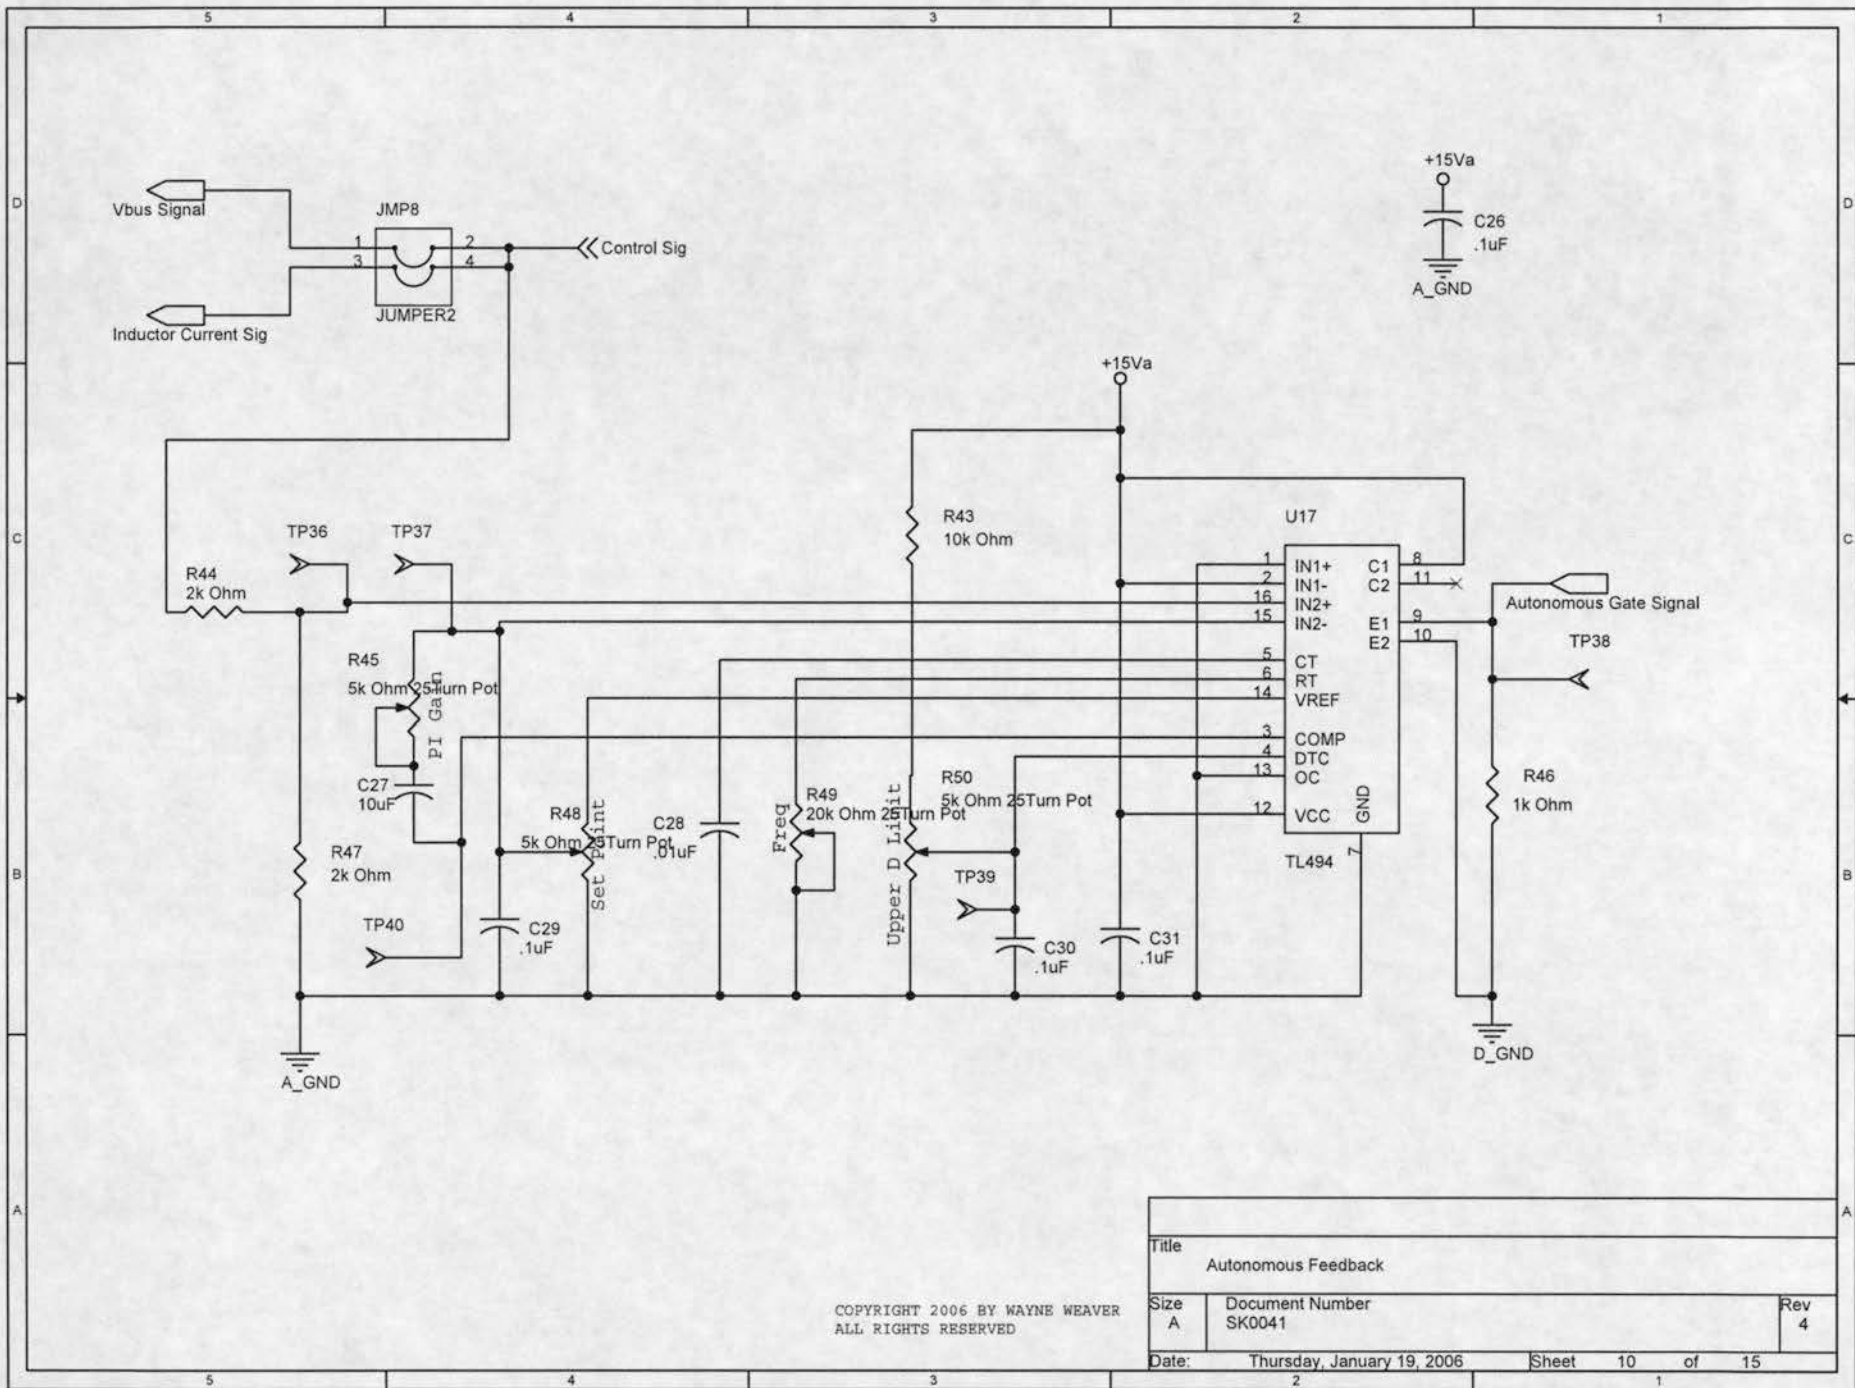 5 4 3 2 1
D
D
C
C
B
B
A
A
Vbus Signal
JMP8
1 2
3 4
JUMPER2
Control Sig
Inductor Current Sig
+15Va
C26
.1uF
A_GND
+15Va
R43
10k Ohm
TP36
TP37
R44
2k Ohm
R45
5k Ohm 25Turn Pot
PI Gain
C27
10uF
R47
2k Ohm
TP40
A_GND
R48
5k Ohm 25Turn Pot
Set Point
C29
.1uF
C28
.01uF
R49
20k Ohm 25Turn Pot
Freq
R50
5k Ohm 25Turn Pot
Upper D Limit
TP39
C30
.1uF
C31
.1uF
U17
1 IN1+ C1 8
2 IN1- C2 11
16 IN2+
15 IN2- E1 9
E2 10
5 CT
6 RT
14 VREF
3 COMP
4 DTC
13 OC
12 VCC
GND
7
TL494
Autonomous Gate Signal
TP38
R46
1k Ohm
D_GND
COPYRIGHT 2006 BY WAYNE WEAVER
ALL RIGHTS RESERVED
Title
Autonomous Feedback
Size
A
Document Number
SK0041
Rev
4
Date: Thursday, January 19, 2006 Sheet 10 of 15
5 4 3 2 1